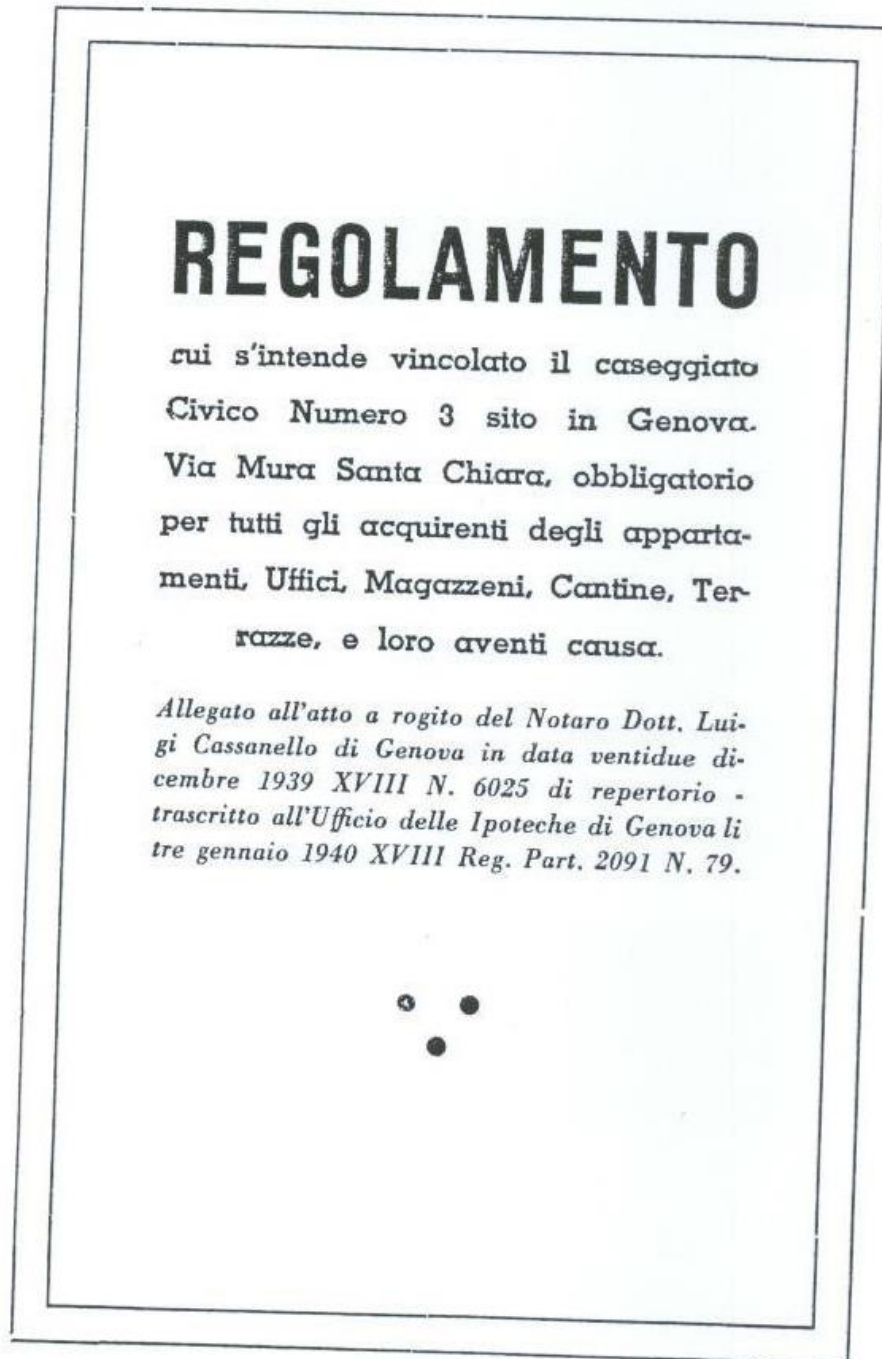 REGOLAMENTO
cui s'intende vincolato il caseggiato
Civico Numero 3 sito in Genova.
Via Mura Santa Chiara, obbligatorio
per tutti gli acquirenti degli apparta-
menti, Uffici, Magazzeni, Cantine, Ter-
razze, e loro aventi causa.
Allegato all'atto a rogito del Notaro Dott. Lui-
gi Cassanello di Genova in data ventidue di-
cembre 1939 XVIII N. 6025 di repertorio -
trascritto all'Ufficio delle Ipoteche di Genova li
tre gennaio 1940 XVIII Reg. Part. 2091 N. 79.